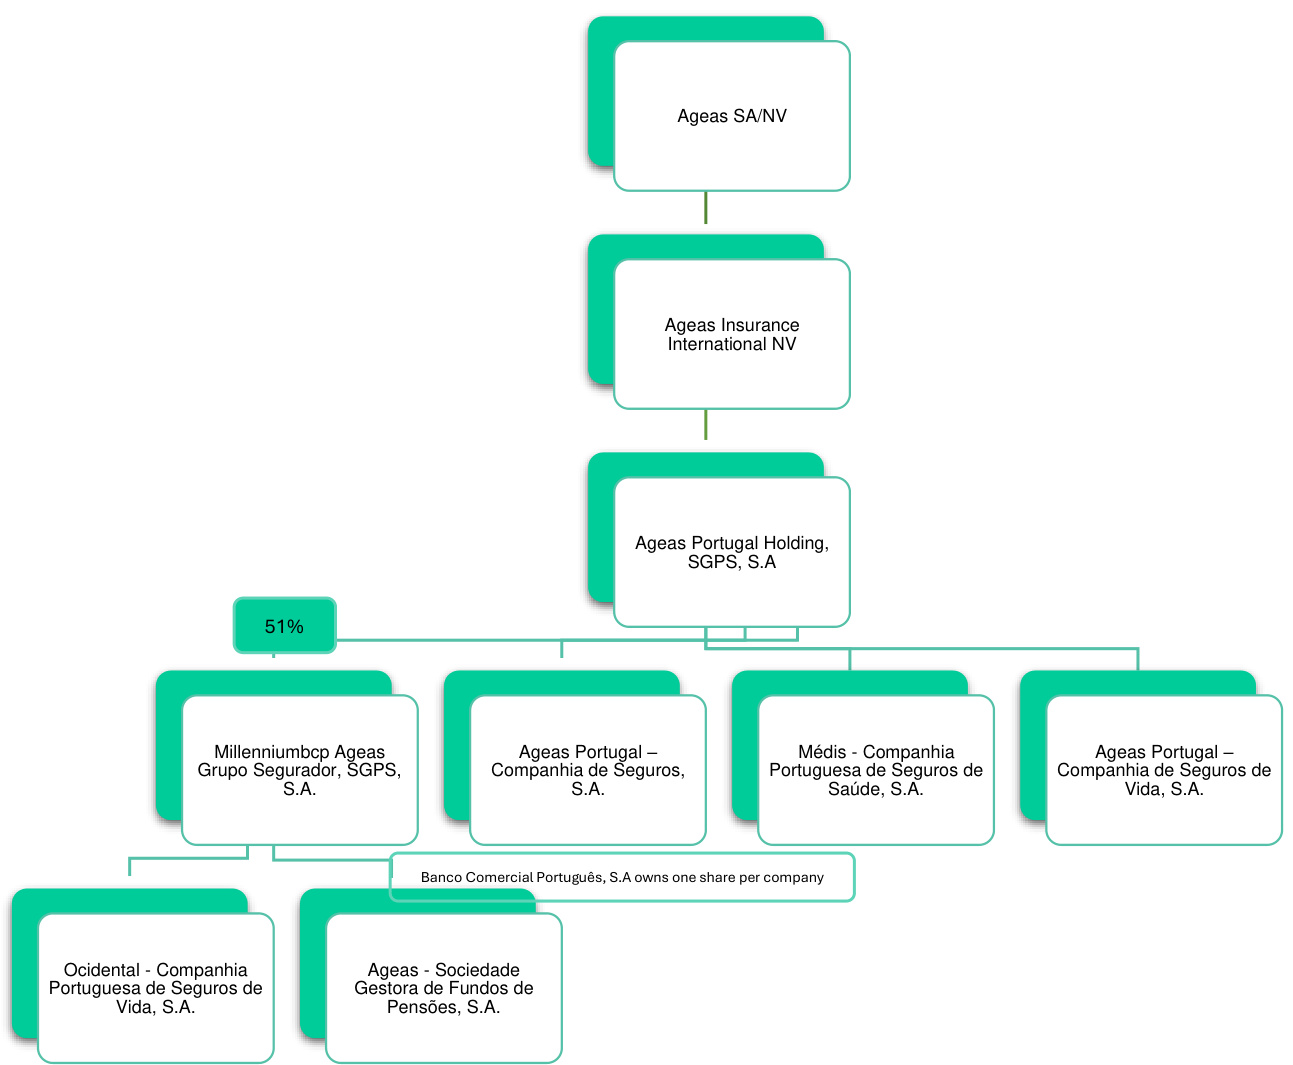 Ageas SA/NV
Ageas Insurance
International NV
Ageas Portugal Holding,
SGPS, S.A
51%
Millenniumbcp Ageas
Grupo Segurador, SGPS,
S.A.
Ageas Portugal –
Companhia de Seguros,
S.A.
Médis - Companhia
Portuguesa de Seguros de
Saúde, S.A.
Ageas Portugal –
Companhia de Seguros de
Vida, S.A.
Banco Comercial Português, S.A owns one share per company
Ocidental - Companhia
Portuguesa de Seguros de
Vida, S.A.
Ageas - Sociedade
Gestora de Fundos de
Pensões, S.A.